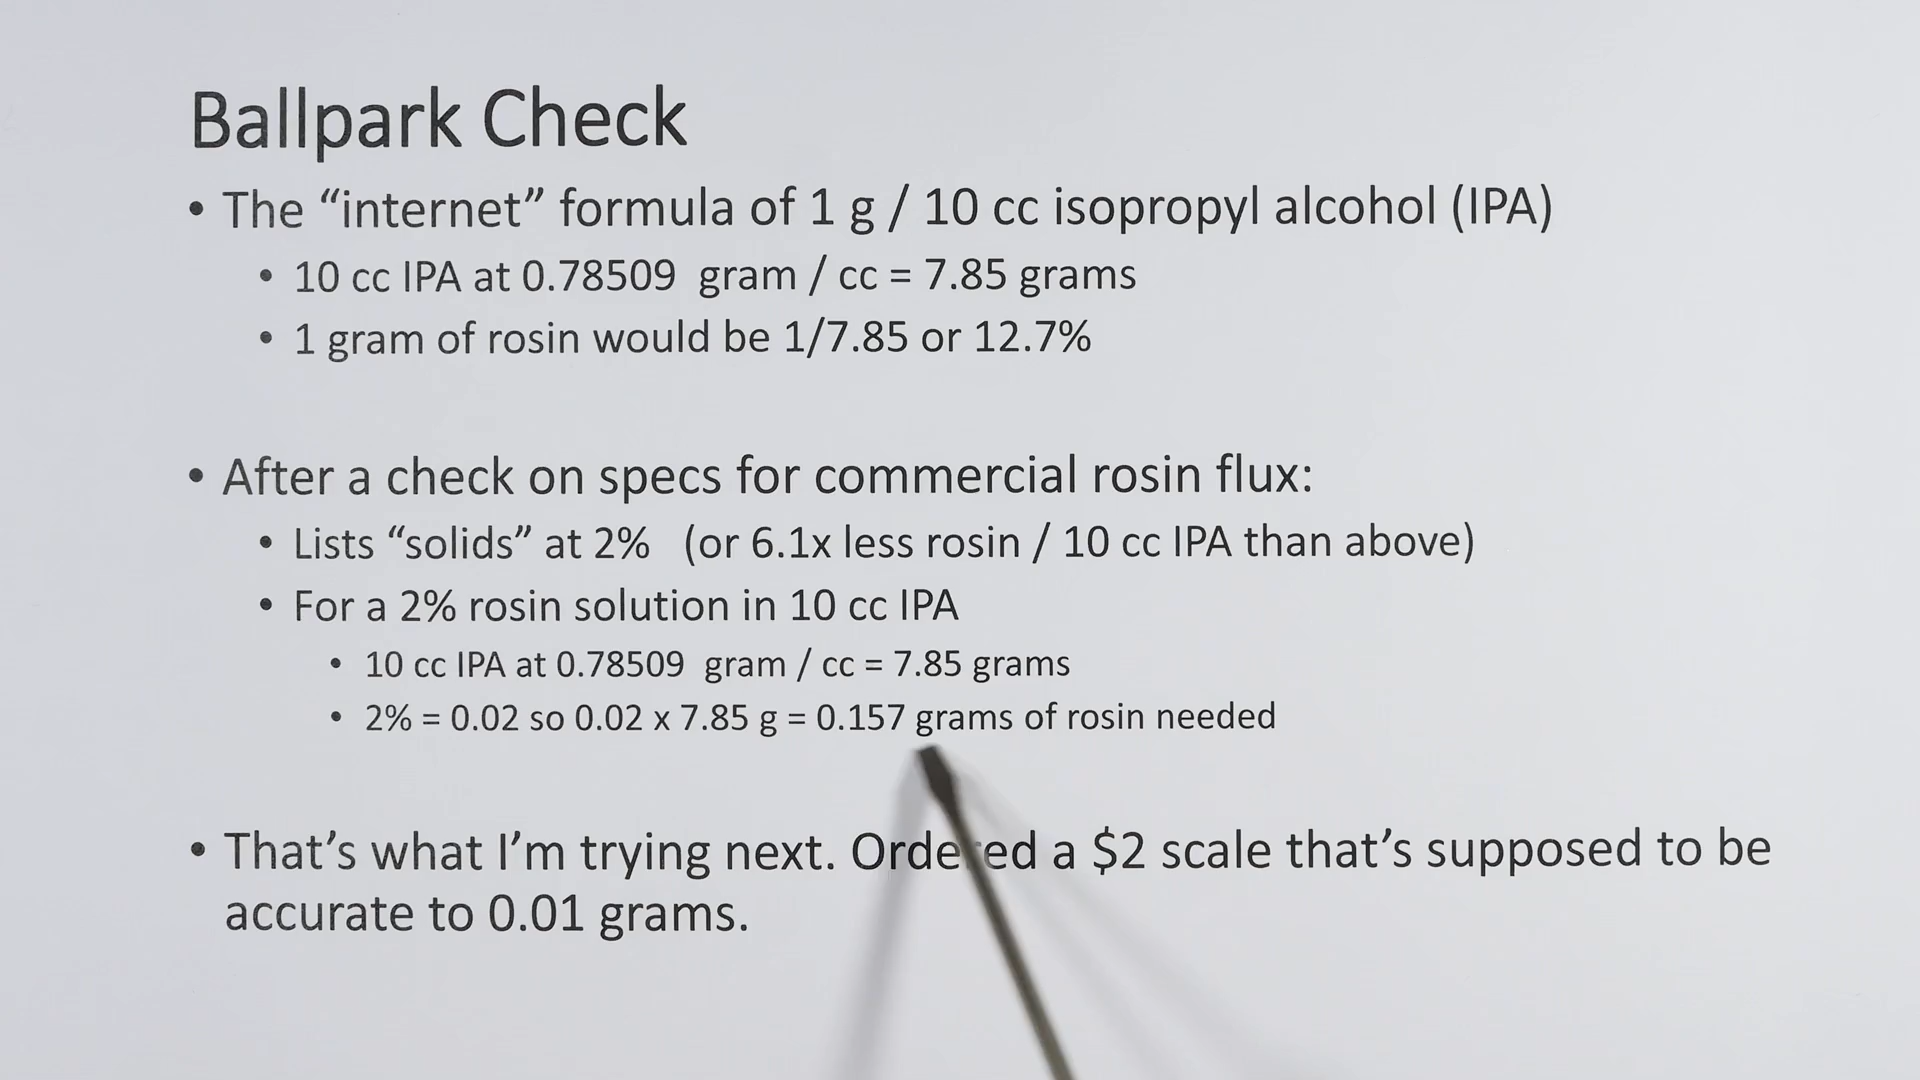 Ballpark Check
• The “internet” formula of 1 g / 10 cc isopropyl alcohol (IPA)
• 10 cc IPA at 0.78509 gram / cc = 7.85 grams
• 1 gram of rosin would be 1/7.85 or 12.7%
• After a check on specs for commercial rosin flux:
• Lists “solids” at 2% (or 6.1x less rosin / 10 cc IPA than above)
• For a 2% rosin solution in 10 cc IPA
• 10 cc IPA at 0.78509 gram / cc = 7.85 grams
• 2% = 0.02 so 0.02 x 7.85 g = 0.157 grams of rosin needed
• That’s what I’m trying next. Ordered a $2 scale that’s supposed to be
accurate to 0.01 grams.